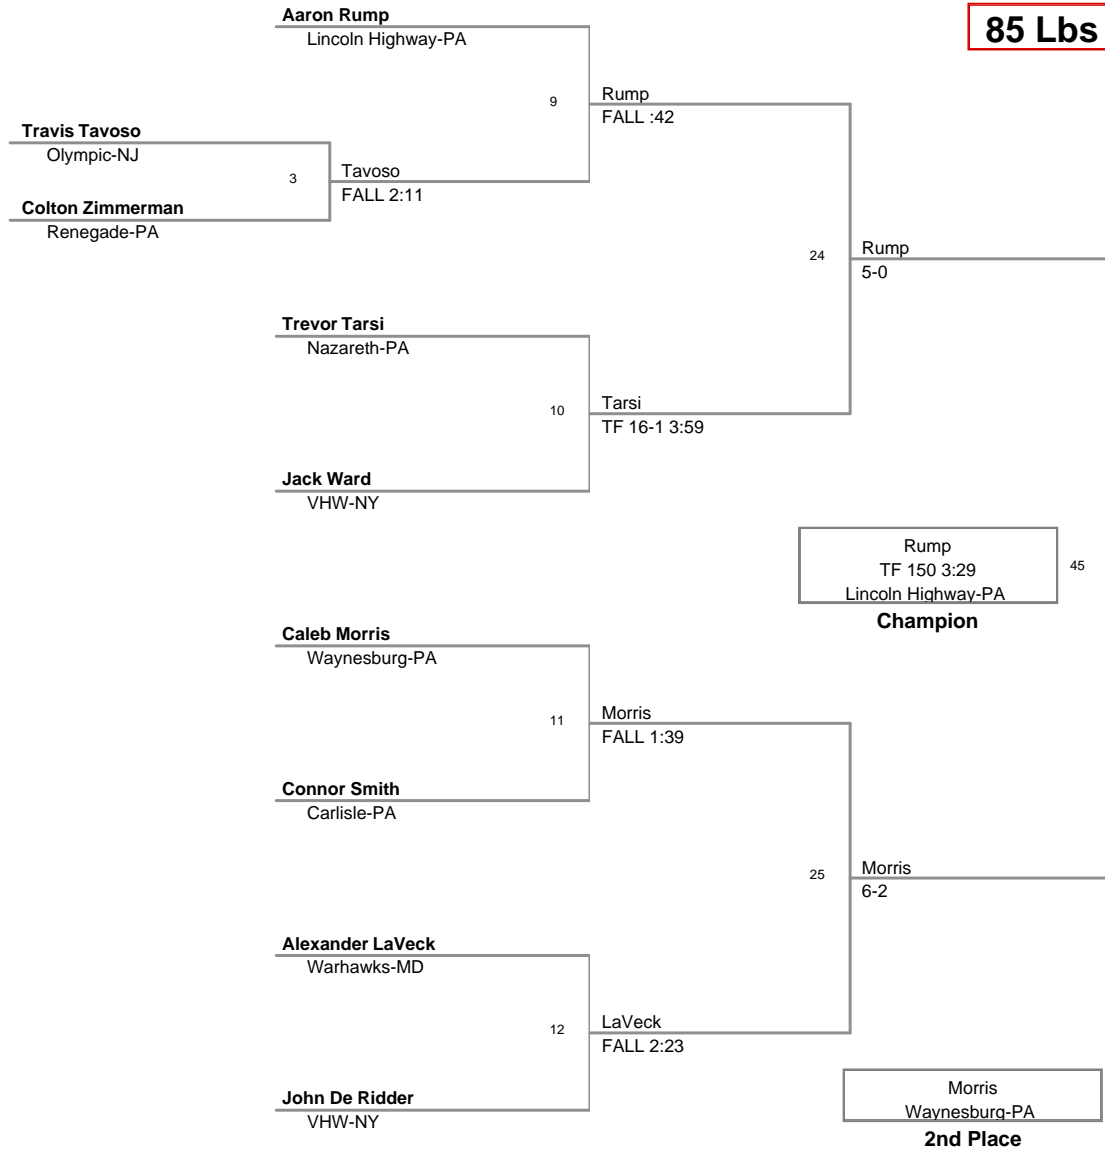 Aaron Rump
Lincoln Highway-PA
85 Lbs
9
Rump
FALL :42
Travis Tavoso
Olympic-NJ
3
Tavoso
FALL 2:11
Colton Zimmerman
Renegade-PA
24
Rump
5-0
Trevor Tarsi
Nazareth-PA
10
Tarsi
TF 16-1 3:59
Jack Ward
VHW-NY
Rump
TF 150 3:29
Lincoln Highway-PA
45
Champion
Caleb Morris
Waynesburg-PA
11
Morris
FALL 1:39
Connor Smith
Carlisle-PA
25
Morris
6-2
Alexander LaVeck
Warhawks-MD
12
LaVeck
FALL 2:23
John De Ridder
VHW-NY
Morris
Waynesburg-PA
2nd Place